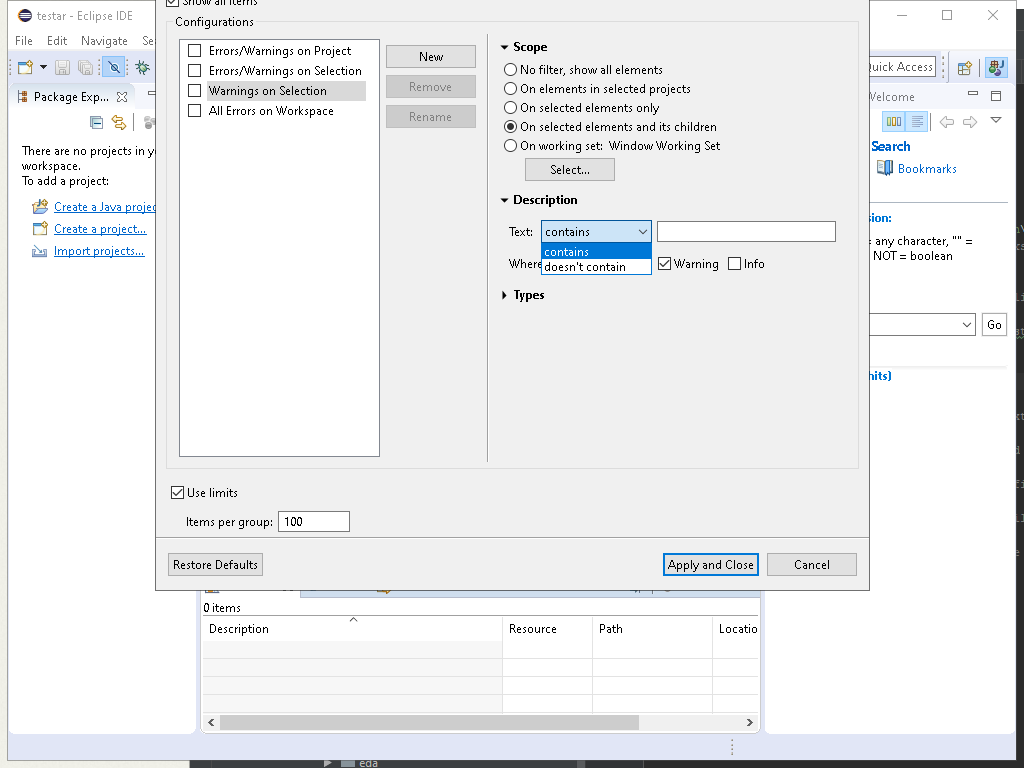 testar - Eclipse IDE
Show all items
File Edit Navigate Se
Configurations
Errors/Warnings on Project
Errors/Warnings on Selection
Warnings on Selection
All Errors on Workspace
New
Remove
Rename
Scope
No filter, show all elements
On elements in selected projects
On selected elements only
On selected elements and its children
On working set: Window Working Set
Select...
Description
Text: contains
contains
doesn't contain
Where
Warning
Info
Types
Use limits
Items per group: 100
Restore Defaults
Apply and Close
Cancel
Package Exp...
There are no projects in y
workspace.
To add a project:
Create a Java projec
Create a project...
Import projects...
Quick Access
Welcome
Search
Bookmarks
sion:
= any character, "" =
NOT = boolean
Go
hits)
0 items
Description Resource Path Locatio
eda